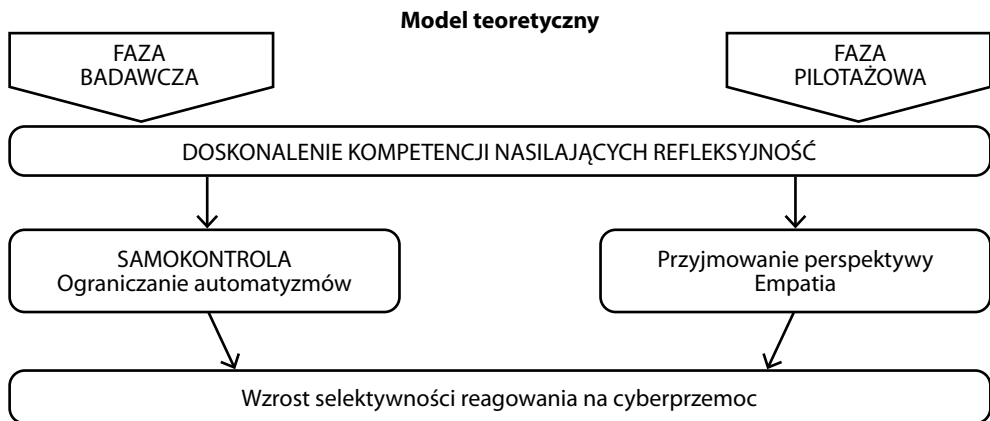 Model teoretyczny
FAZA
BADAWCZA
FAZA
PILOTAŻOWA
DOSKONALENIE KOMPETENCJI NASILAJĄCYCH REFLEKSYJNOŚĆ
SAMOKONTROLA
Ograniczanie automatyzmów
Przyjmowanie perspektywy
Empatia
Wzrost selektywności reagowania na cyberprzemoc